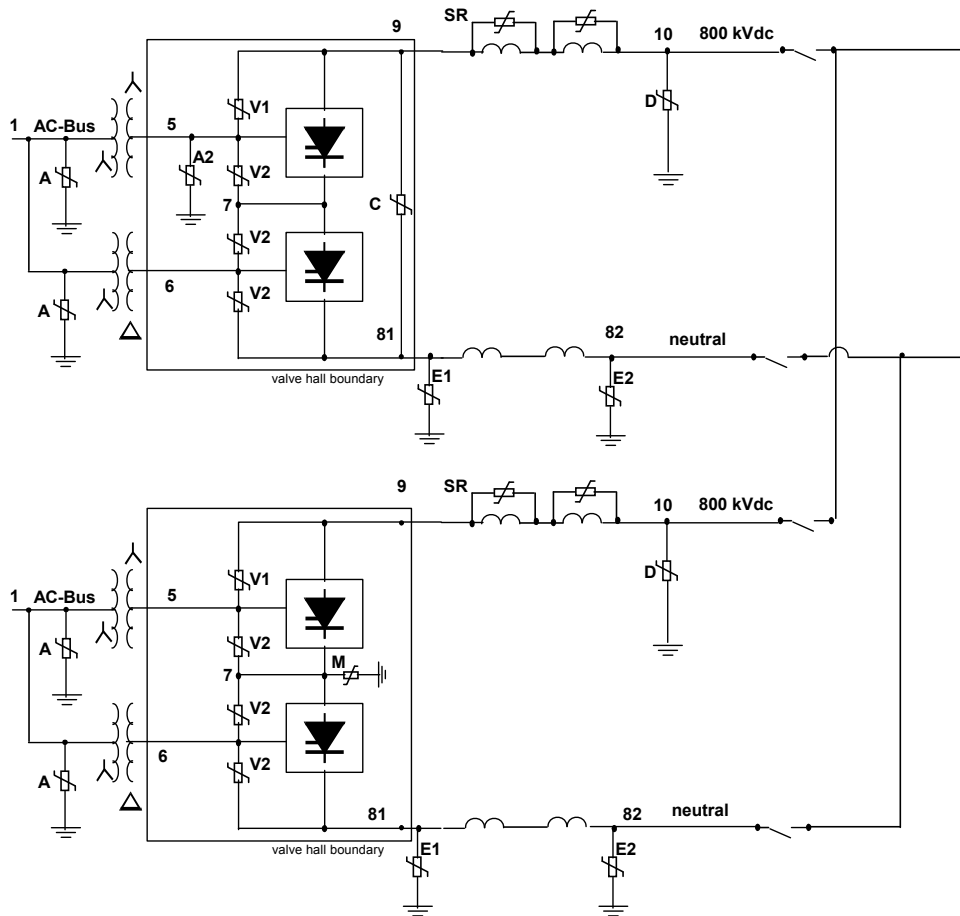 9
SR
10
800 kVdc
V1
D
1
AC-Bus
5
A2
A
V2
7
C
V2
6
A
V2
81
82
neutral
valve hall boundary
E1
E2
9
SR
10
800 kVdc
V1
D
1
AC-Bus
5
A
V2
M
7
V2
6
A
V2
81
82
neutral
valve hall boundary
E1
E2